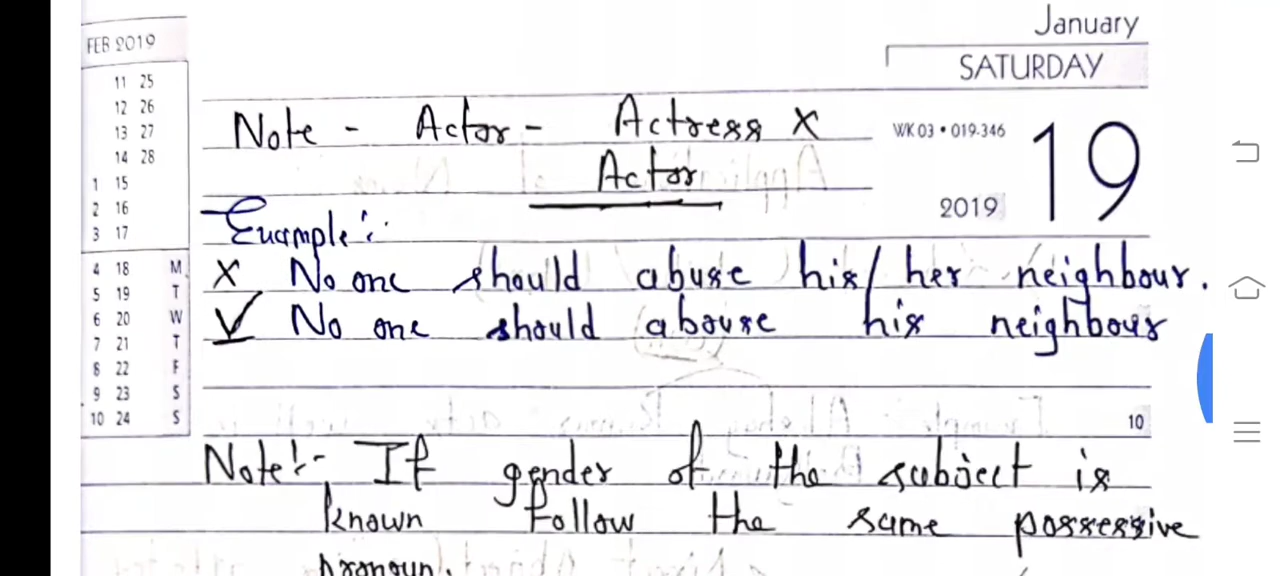 January
FEB 2019
SATURDAY
11 25
12 26
13 27
14 28
1 15
2 16
3 17
4 18 M
5 19 T
6 20 W
7 21 T
8 22 F
9 23 S
10 24 S
WK 03 • 019-346
19
2019
Note - Actor - Actress X
Actor
Example:-
X No one should abuse his/ her neighbour.
✓ No one should abouse his neighbour
10
Note:- If gender of the subject is
known follow the same possessive
pronoun.